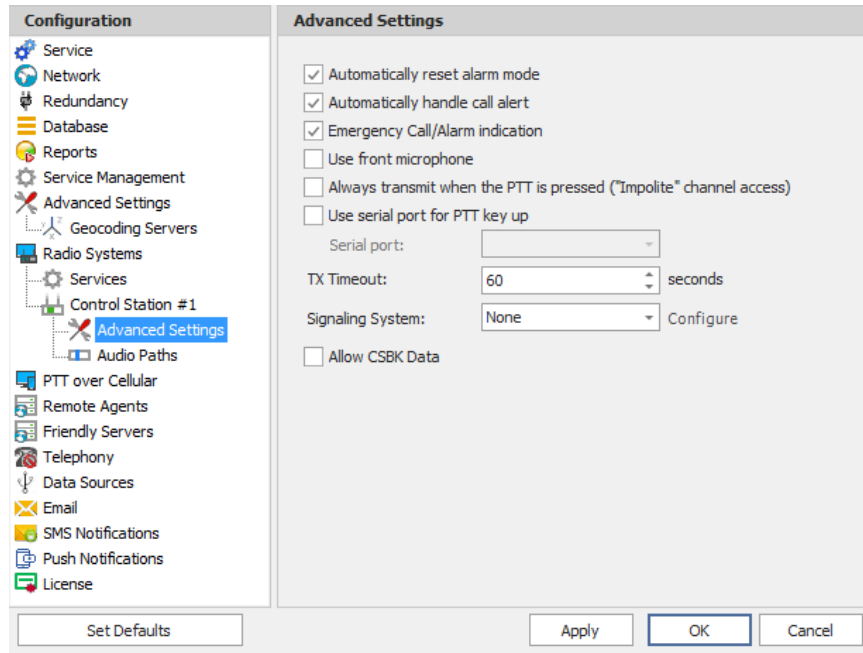 Configuration
Service
Network
Redundancy
Database
Reports
Service Management
Advanced Settings
Geocoding Servers
Radio Systems
Services
Control Station #1
Advanced Settings
Audio Paths
PTT over Cellular
Remote Agents
Friendly Servers
Telephony
Data Sources
Email
SMS Notifications
Push Notifications
License
Advanced Settings
Automatically reset alarm mode
Automatically handle call alert
Emergency Call/Alarm indication
Use front microphone
Always transmit when the PTT is pressed ("Impolite" channel access)
Use serial port for PTT key up
Serial port:
TX Timeout: 60 seconds
Signaling System: None Configure
Allow CSBK Data
Set Defaults Apply OK Cancel